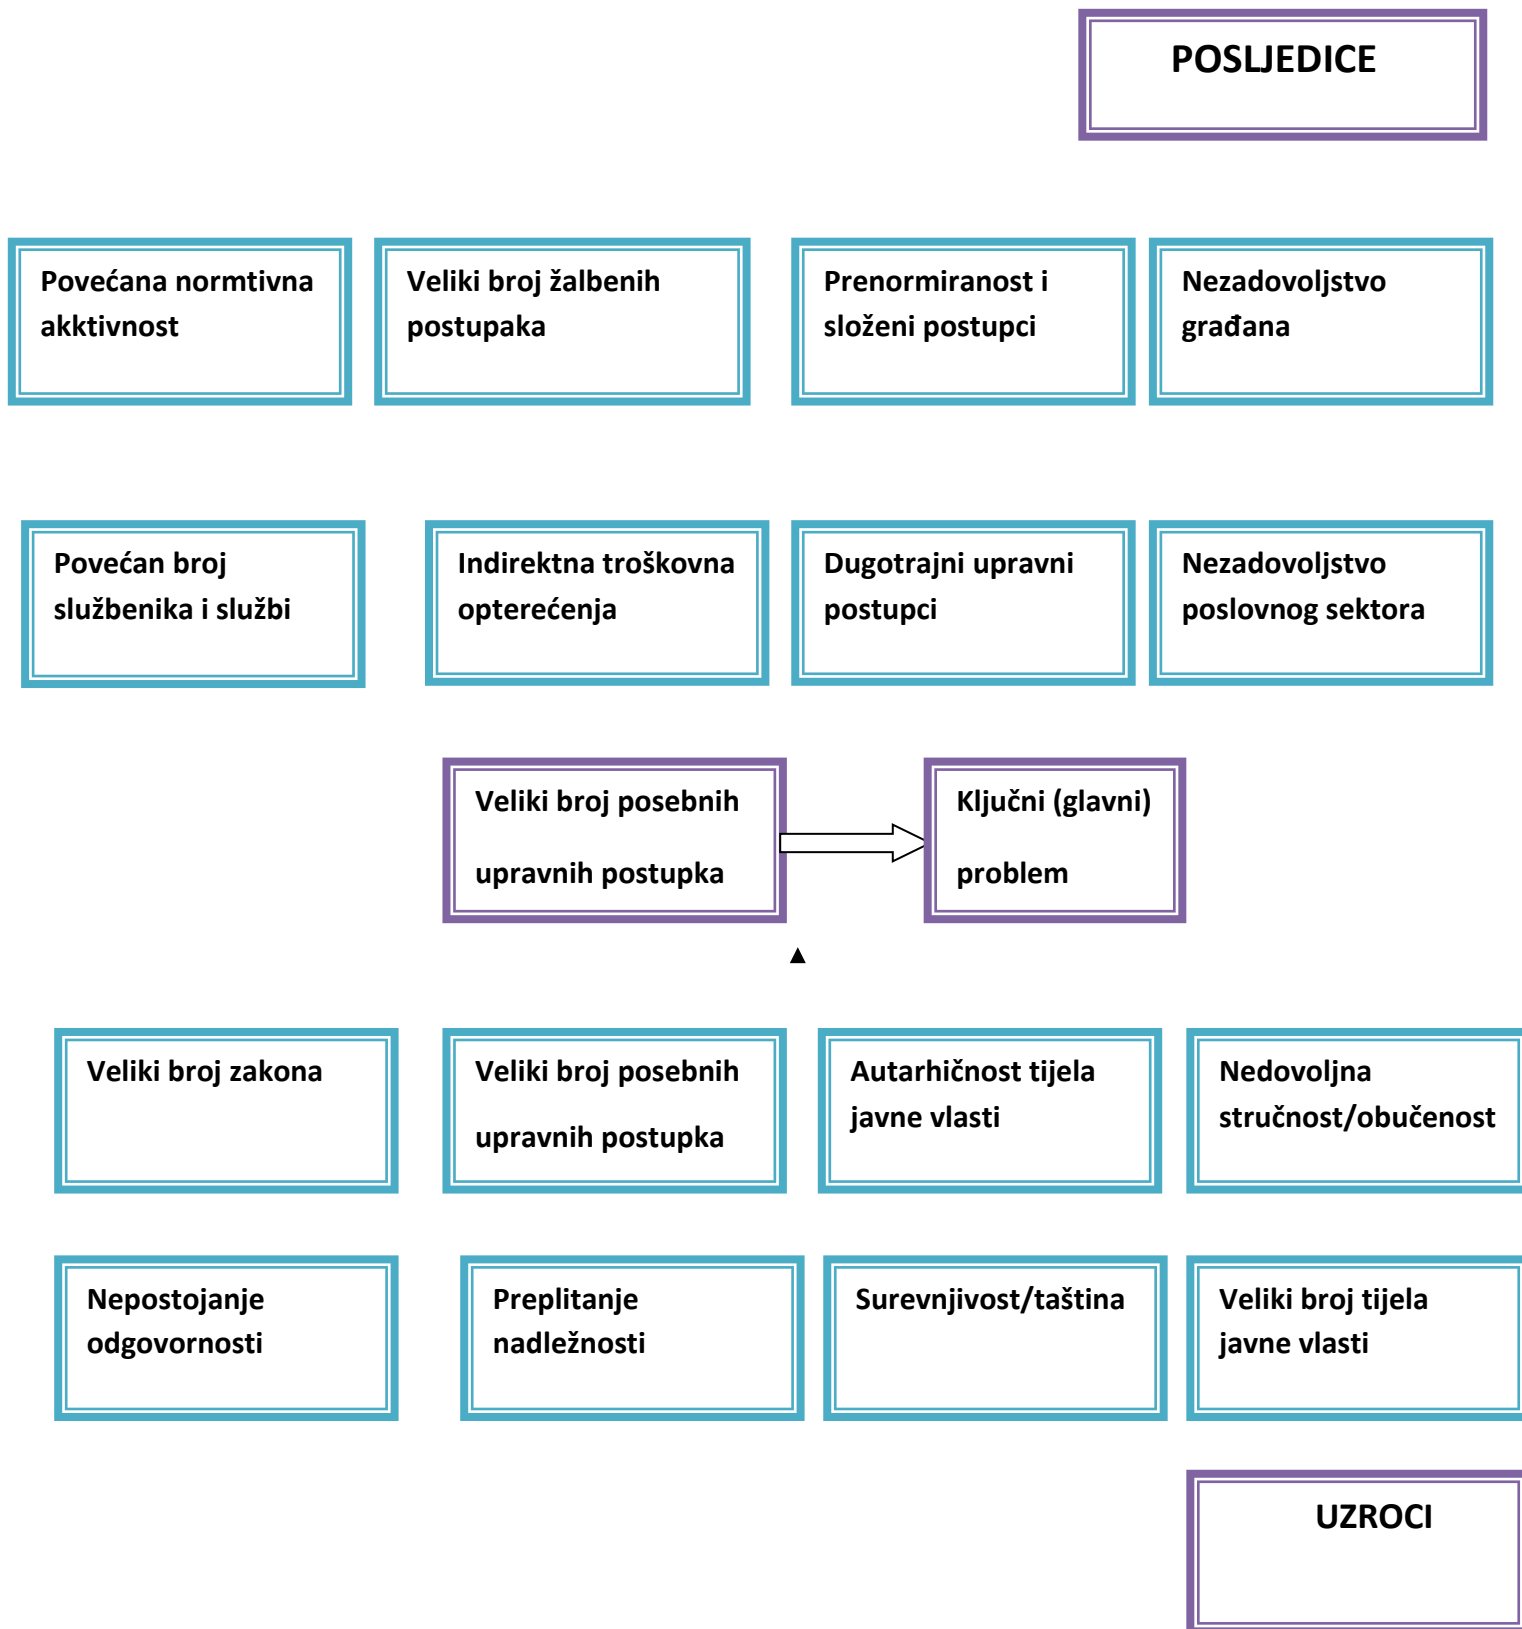 POSLJEDICE
Povećana normtivna
akktivnost
Veliki broj žalbenih
postupaka
Prenormiranost i
složeni postupci
Nezadovoljstvo
građana
Povećan broj
službenika i službi
Indirektna troškovna
opterećenja
Dugotrajni upravni
postupci
Nezadovoljstvo
poslovnog sektora
Veliki broj posebnih
upravnih postupka
Ključni (glavni)
problem
Veliki broj zakona
Veliki broj posebnih
upravnih postupka
Autarhičnost tijela
javne vlasti
Nedovoljna
stručnost/obučenost
Nepostojanje
odgovornosti
Preplitanje
nadležnosti
Surevnjivost/taština
Veliki broj tijela
javne vlasti
UZROCI